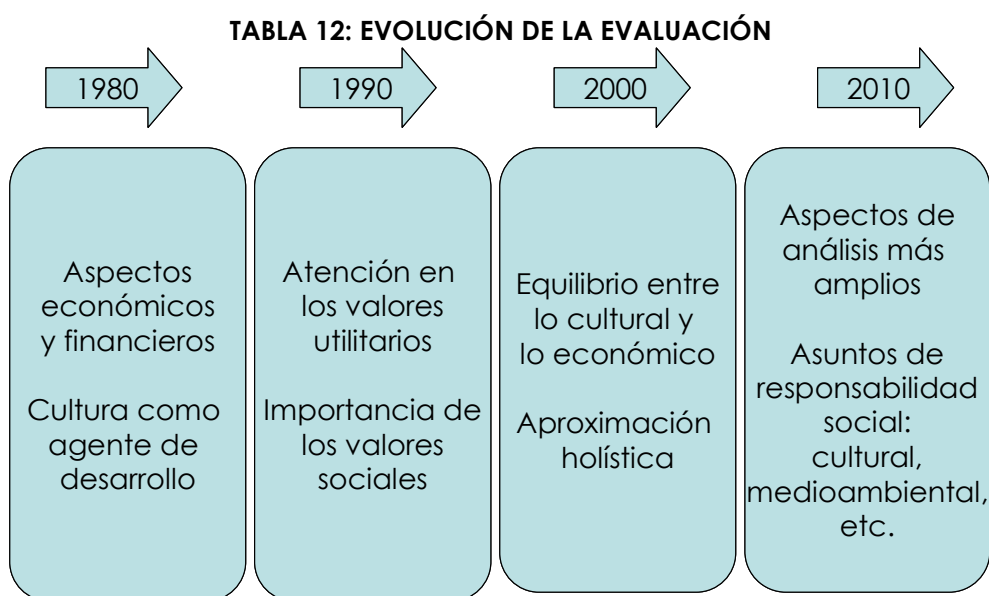 TABLA 12: EVOLUCIÓN DE LA EVALUACIÓN
1980
1990
2000
2010
Aspectos
económicos
y financieros
Cultura como
agente de
desarrollo
Atención en
los valores
utilitarios
Importancia de
los valores
sociales
Equilibrio entre
lo cultural y
lo económico
Aproximación
holística
Aspectos de
análisis más
amplios
Asuntos de
responsabilidad
social:
cultural,
medioambiental,
etc.